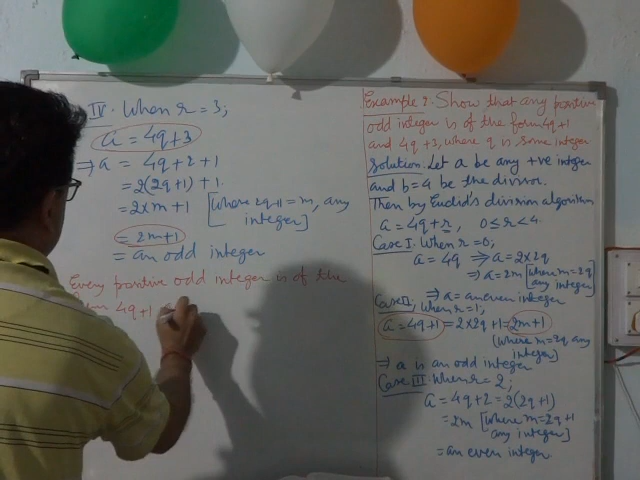 Example 2. Show that any positive
odd integer is of the form 4q+1
and 4q+3, where q is some integer
Solution: Let a be any +ve integer
and b=4 be the divisor.
Then by Euclid's division algorithm
a = 4q+r, 0≤r<4
Case I. When r=0;
a = 4q ⇒ a=2×2q
⇒ a=2m [where m=2q
any integer]
⇒ a = an even integer
Case II, When r=1;
a=4q+1 = 2×2q+1 = 2m+1
[where m=2q, any
integer]
⇒ a is an odd integer
Case III. When r=2;
a = 4q+2 = 2(2q+1)
= 2m [where m=2q+1
any integer]
= an even integer
IV. When r=3;
a = 4q+3
⇒ a = 4q+2+1
= 2(2q+1)+1.
= 2×m+1 [where 2q+1=m, any
integer]
= 2m+1
= an odd integer
Every positive odd integer is of the
4q+1